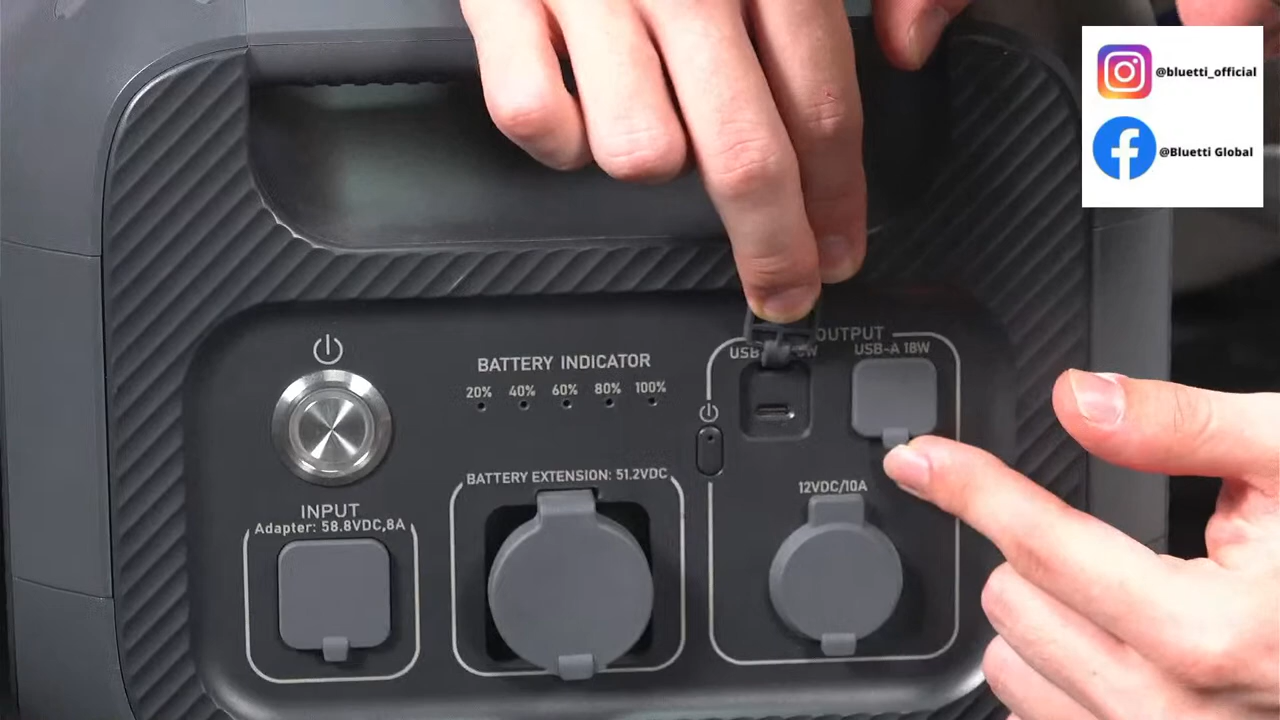 @bluetti_official
@Bluetti Global
OUTPUT
USB-A 18W
BATTERY INDICATOR
20% 40% 60% 80% 100%
BATTERY EXTENSION: 51.2VDC
12VDC/10A
INPUT
Adapter: 58.8VDC,8A